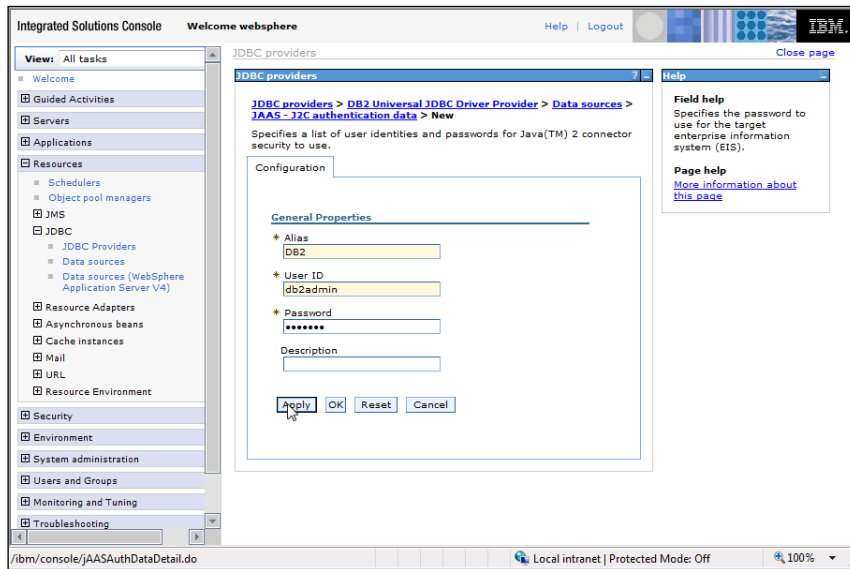 Integrated Solutions Console Welcome websphere Help | Logout IBM.
View: All tasks
Welcome
Guided Activities
Servers
Applications
Resources
Schedulers
Object pool managers
JMS
JDBC
JDBC Providers
Data sources
Data sources (WebSphere
Application Server V4)
Resource Adapters
Asynchronous beans
Cache instances
Mail
URL
Resource Environment
Security
Environment
System administration
Users and Groups
Monitoring and Tuning
Troubleshooting
JDBC providers Close page
JDBC providers ? –
JDBC providers > DB2 Universal JDBC Driver Provider > Data sources >
JAAS - J2C authentication data > New
Specifies a list of user identities and passwords for Java(TM) 2 connector
security to use.
Configuration
General Properties
* Alias
DB2
* User ID
db2admin
* Password
•••••••
Description
Apply OK Reset Cancel
Help –
Field help
Specifies the password to
use for the target
enterprise information
system (EIS).
Page help
More information about
this page
/ibm/console/jAASAuthDataDetail.do Local intranet | Protected Mode: Off 100%